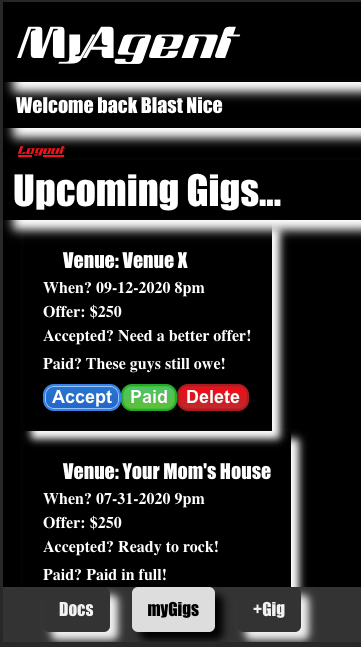 MyAgent
Welcome back Blast Nice
Logout
Upcoming Gigs...
Venue: Venue X
When? 09-12-2020 8pm
Offer: $250
Accepted? Need a better offer!
Paid? These guys still owe!
Accept Paid Delete
Venue: Your Mom's House
When? 07-31-2020 9pm
Offer: $250
Accepted? Ready to rock!
Paid? Paid in full!
Docs myGigs +Gig